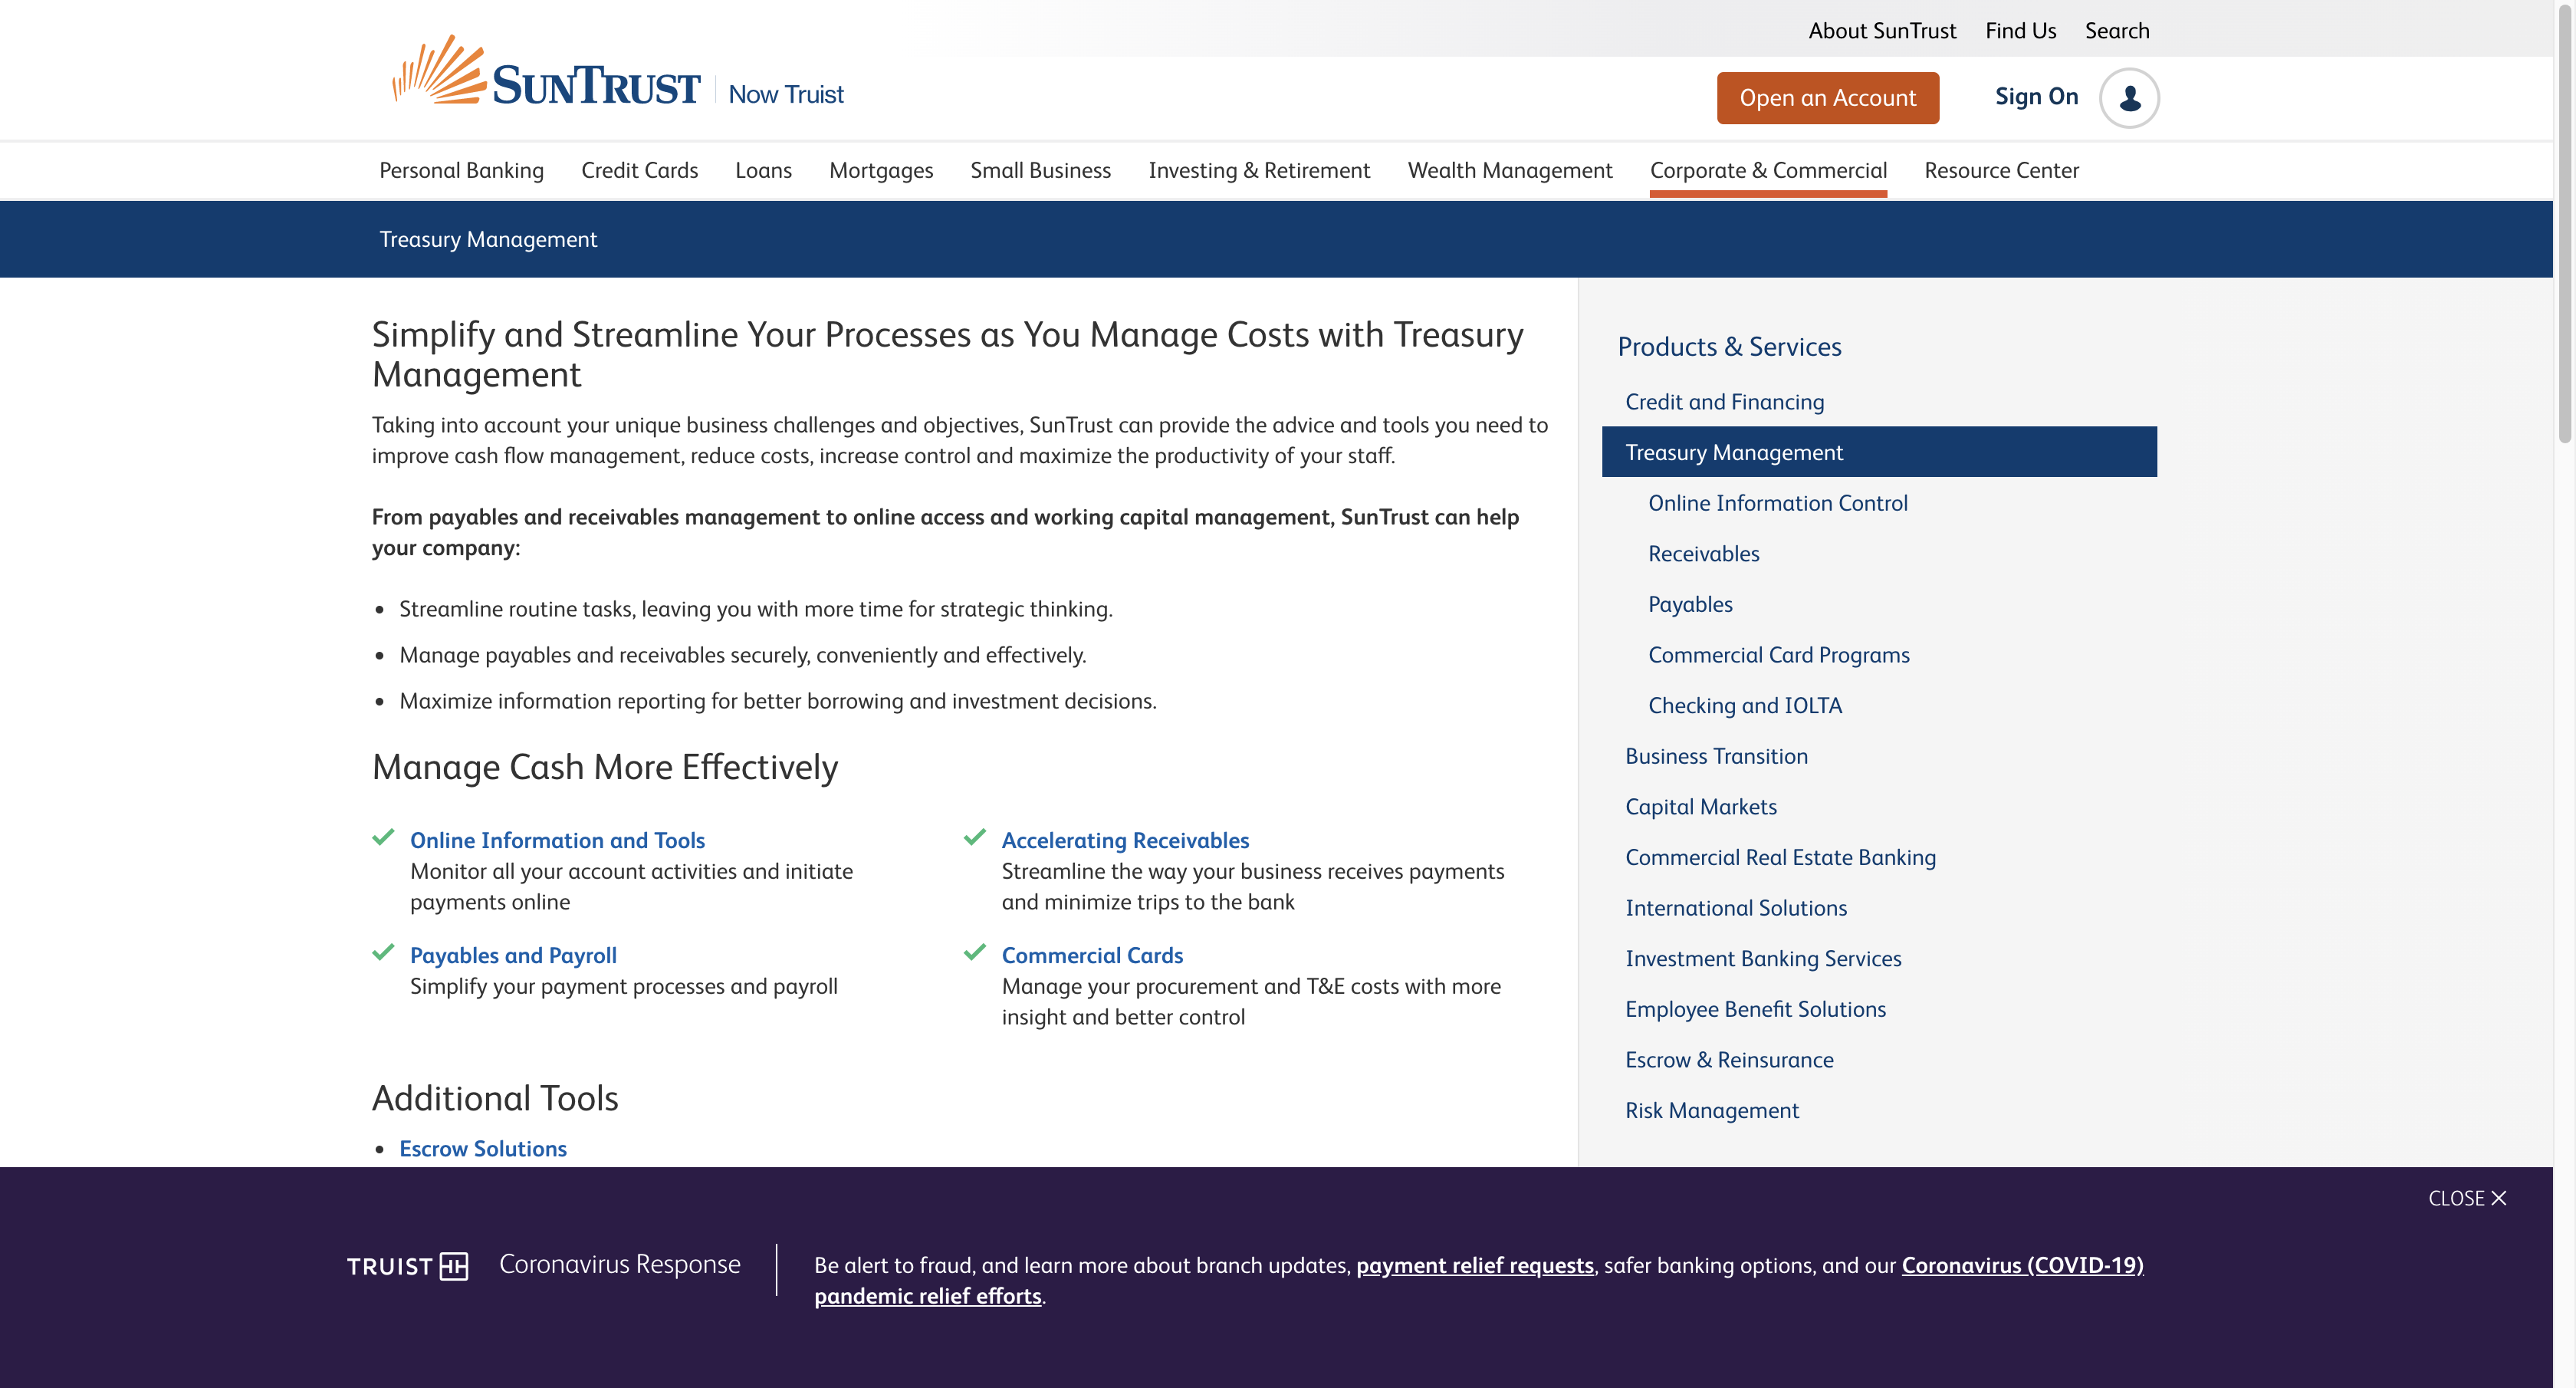 About SunTrust Find Us Search
SUNTRUST Now Truist
Open an Account Sign On
Personal Banking Credit Cards Loans Mortgages Small Business Investing & Retirement Wealth Management Corporate & Commercial Resource Center
Treasury Management
Simplify and Streamline Your Processes as You Manage Costs with Treasury
Management
Taking into account your unique business challenges and objectives, SunTrust can provide the advice and tools you need to
improve cash flow management, reduce costs, increase control and maximize the productivity of your staff.
From payables and receivables management to online access and working capital management, SunTrust can help
your company:
• Streamline routine tasks, leaving you with more time for strategic thinking.
• Manage payables and receivables securely, conveniently and effectively.
• Maximize information reporting for better borrowing and investment decisions.
Manage Cash More Effectively
Online Information and Tools
Monitor all your account activities and initiate
payments online
Accelerating Receivables
Streamline the way your business receives payments
and minimize trips to the bank
Payables and Payroll
Simplify your payment processes and payroll
Commercial Cards
Manage your procurement and T&E costs with more
insight and better control
Additional Tools
• Escrow Solutions
Products & Services
Credit and Financing
Treasury Management
Online Information Control
Receivables
Payables
Commercial Card Programs
Checking and IOLTA
Business Transition
Capital Markets
Commercial Real Estate Banking
International Solutions
Investment Banking Services
Employee Benefit Solutions
Escrow & Reinsurance
Risk Management
CLOSE
TRUIST Coronavirus Response
Be alert to fraud, and learn more about branch updates, payment relief requests, safer banking options, and our Coronavirus (COVID-19)
pandemic relief efforts.